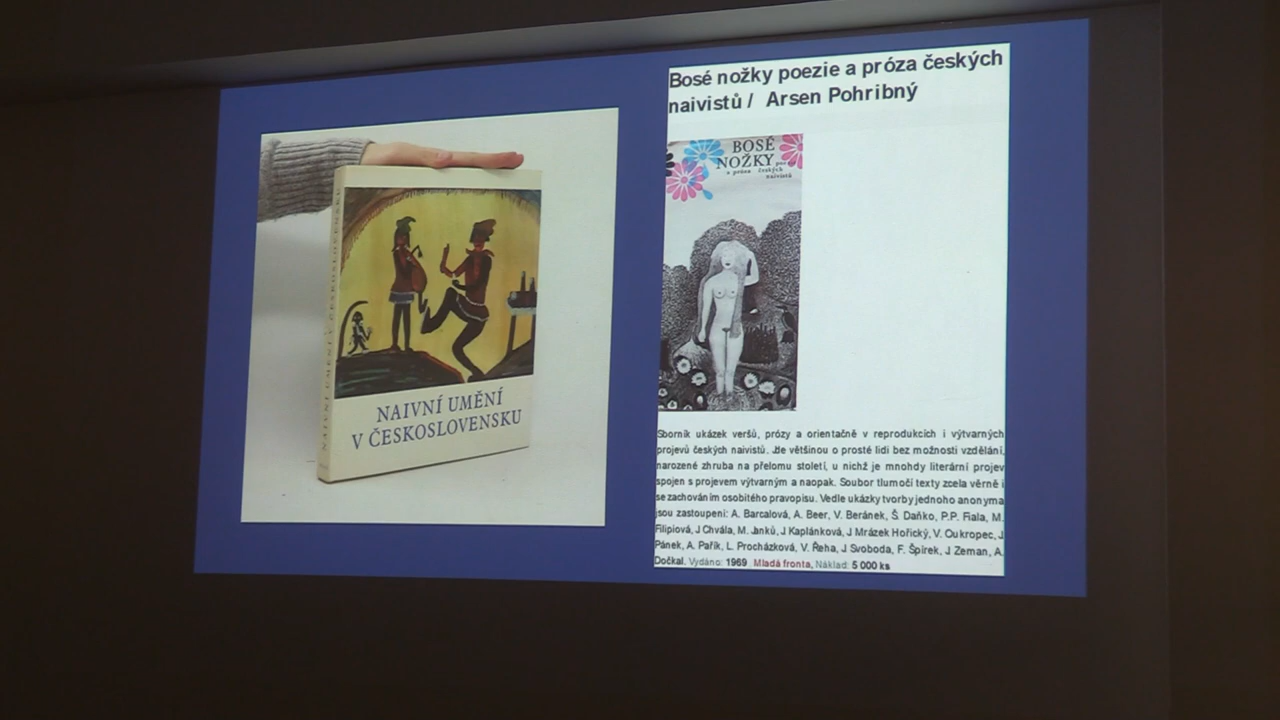 NAIVNÍ UMĚNÍ V ČESKOSLOVENSKU
NAIVNÍ UMĚNÍ
V ČESKOSLOVENSKU
Bosé nožky poezie a próza českých
naivistů / Arsen Pohribný
BOSÉ
NOŽKY
a próza českých
naivistů
Sborník ukázek veršů, prózy a orientačně v reprodukcích i výtvarných
projevů českých naivistů. Jde většinou o prosté lidi bez možnosti vzdělání,
narozené zhruba na přelomu století, u nichž je mnohdy literární projev
spojen s projevem výtvarným a naopak. Soubor tlumočí texty zcela věrně i
se zachováním osobitého pravopisu. Vedle ukázky tvorby jednoho anonyma
jsou zastoupeni: A. Barcalová, A. Beer, V. Beránek, Š. Daňko, P.P. Fiala, M.
Filipiová, J Chvála, M. Janků, J Kaplánková, J Mrázek Hořický, V. Oukropec, J
Pánek, A. Pařík, L. Procházková, V. Řeha, J Svoboda, F. Špírek, J Zeman, A.
Dočkal. Vydáno: 1969 Mladá fronta, Náklad: 5 000 ks